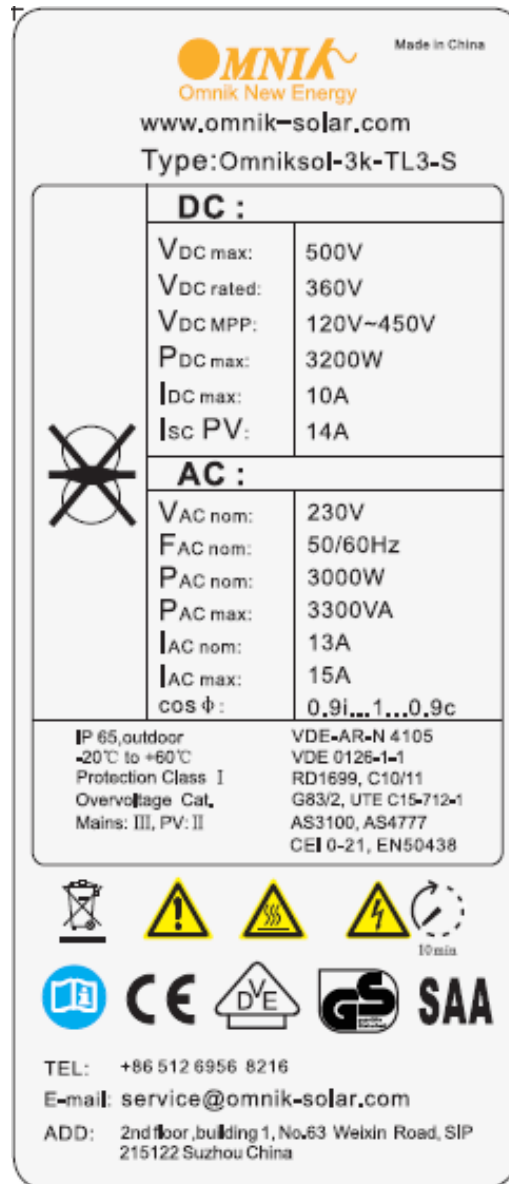 OMNIK
Made in China
Omnik New Energy
www.omnik-solar.com
Type:Omniksol-3k-TL3-S
DC :
VDC max: 500V
VDC rated: 360V
VDC MPP: 120V~450V
PDC max: 3200W
IDC max: 10A
Isc PV: 14A
AC :
VAC nom: 230V
FAC nom: 50/60Hz
PAC nom: 3000W
PAC max: 3300VA
IAC nom: 13A
IAC max: 15A
cos Φ : 0.9i...1...0.9c
IP 65,outdoor
-20℃ to +60℃
Protection Class I
Overvoltage Cat.
Mains: III, PV: II
VDE-AR-N 4105
VDE 0126-1-1
RD1699, C10/11
G83/2, UTE C15-712-1
AS3100, AS4777
CEI 0-21, EN50438
10min
i
CE
DVE
GS
SAA
TEL: +86 512 6956 8216
E-mail: service@omnik-solar.com
ADD: 2nd floor ,building 1, No.63 Weixin Road, SIP
215122 Suzhou China